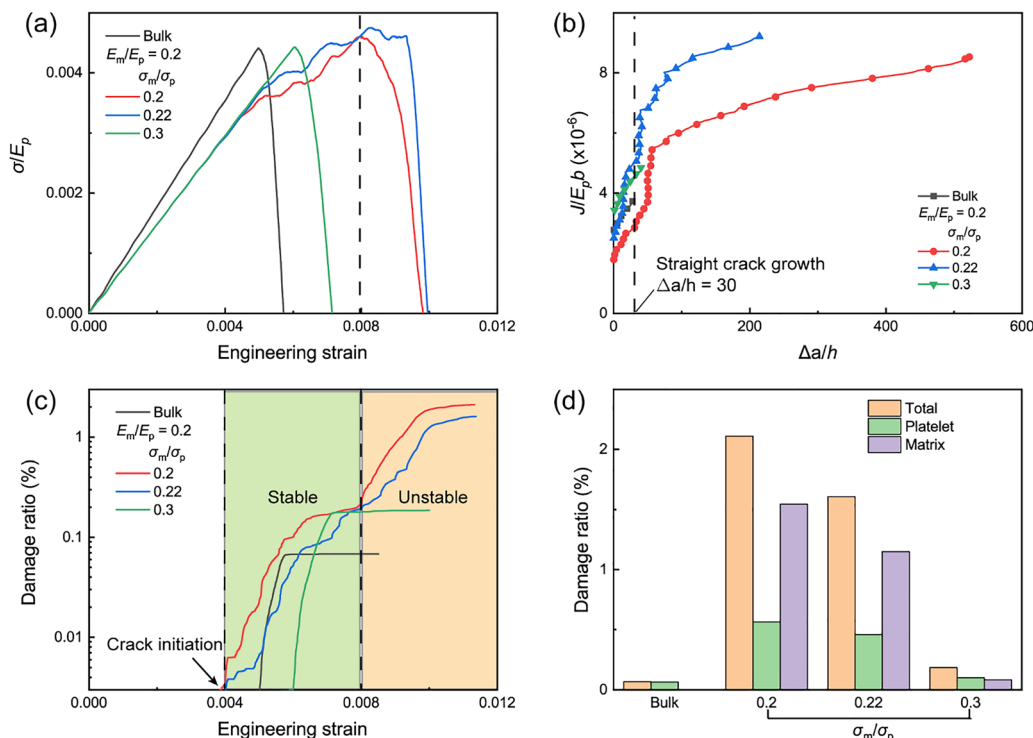 (a)
Bulk
Eₘ/Eₚ = 0.2
σₘ/σₚ
0.2
0.22
0.3
σ/Eₚ
0.004
0.002
0.000
0.000
0.004
0.008
0.012
Engineering strain
(b)
J/Eₚb (x10⁻⁶)
8
4
0
Bulk
Eₘ/Eₚ = 0.2
σₘ/σₚ
0.2
0.22
0.3
Straight crack growth
Δa/h = 30
0
200
400
600
Δa/h
(c)
Bulk
Eₘ/Eₚ = 0.2
σₘ/σₚ
0.2
0.22
0.3
Damage ratio (%)
1
0.1
0.01
Stable
Unstable
Crack initiation
0.000
0.004
0.008
0.012
Engineering strain
(d)
Total
Platelet
Matrix
Damage ratio (%)
2
1
0
Bulk
0.2
0.22
0.3
σₘ/σₚ